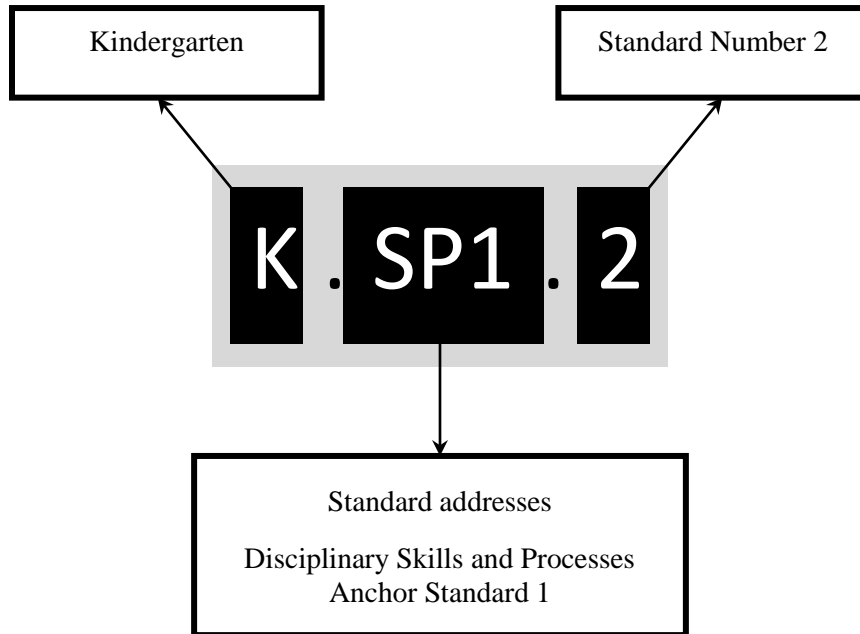 Kindergarten
Standard Number 2
K.SP1.2
Standard addresses
Disciplinary Skills and Processes
Anchor Standard 1